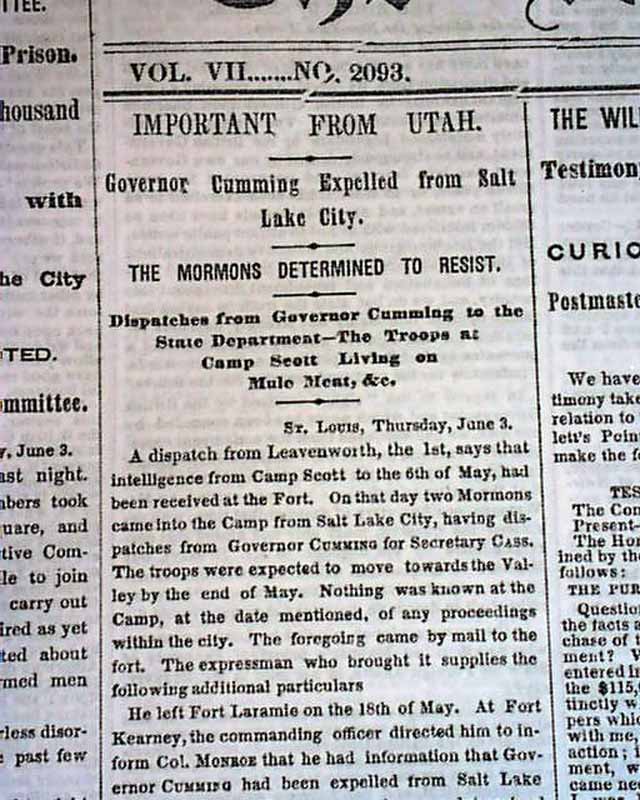 TTEE.
Prison.
housand
with
he City
TED.
mmittee.
, June 3.
ast night.
mbers took
uare, and
tive Com-
le to join
carry out
ired as yet
ted about
rmed men
rless disor-
past few
VOL. VII.......NO. 2093.
IMPORTANT FROM UTAH.
Governor Cumming Expelled from Salt
Lake City.
THE MORMONS DETERMINED TO RESIST.
Dispatches from Governor Cumming to the
State Department—The Troops at
Camp Scott Living on
Mule Meat, &c.
ST. LOUIS, Thursday, June 3.
A dispatch from Leavenworth, the 1st, says that
intelligence from Camp Scott to the 6th of May, had
been received at the Fort. On that day two Mormons
came into the Camp from Salt Lake City, having dis-
patches from Governor CUMMING for Secretary CASS.
The troops were expected to move towards the Val-
ley by the end of May. Nothing was known at the
Camp, at the date mentioned, of any proceedings
within the city. The foregoing came by mail to the
fort. The expressman who brought it supplies the
following additional particulars
He left Fort Laramie on the 18th of May. At Fort
Kearney, the commanding officer directed him to in-
form Col. MONROE that he had information that Gov-
ernor CUMMING had been expelled from Salt Lake
THE WIL
Testimony
CURIO
Postmaste
We have
timony take
relation to
lett's Poin
make the fo
TES
The Com
Present—
The Hon
ined by the
follows:
THE PUR
Question
the facts a
chase of t
ment? V
entered in
the $115,
tinctly w
pers which
with me,
action; i
ment, w
came ne